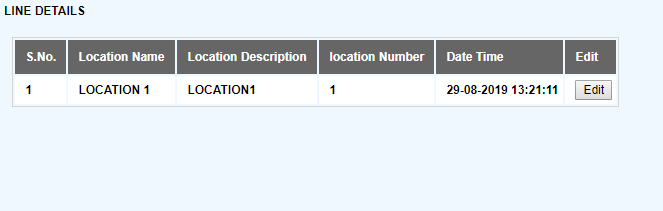 LINE DETAILS
S.No. Location Name Location Description location Number Date Time Edit
1 LOCATION 1 LOCATION1 1 29-08-2019 13:21:11 Edit